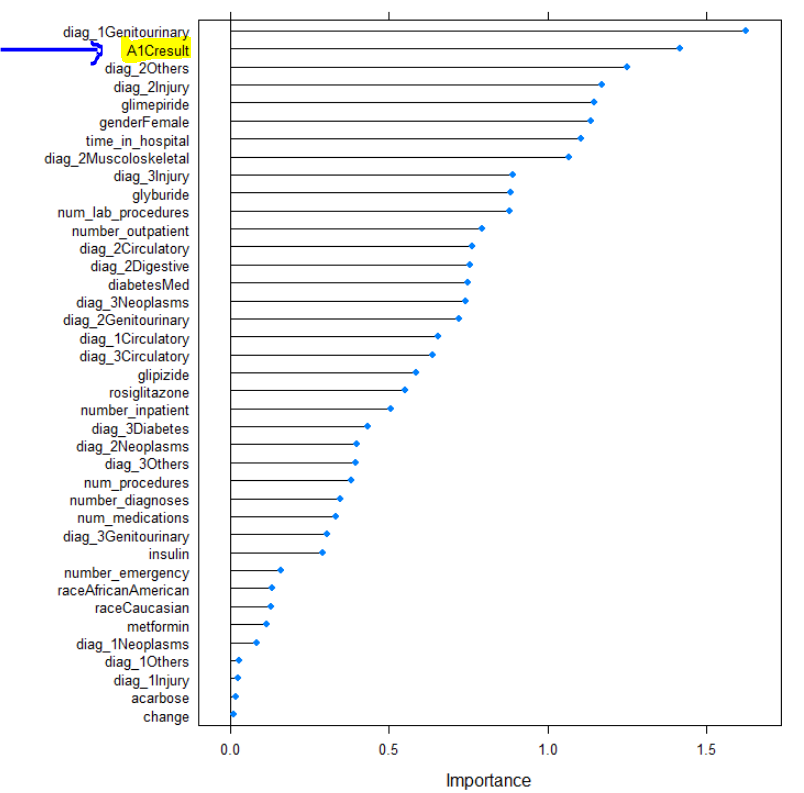 diag_1Genitourinary
A1Cresult
diag_2Others
diag_2Injury
glimepiride
genderFemale
time_in_hospital
diag_2Muscoloskeletal
diag_3Injury
glyburide
num_lab_procedures
number_outpatient
diag_2Circulatory
diag_2Digestive
diabetesMed
diag_3Neoplasms
diag_2Genitourinary
diag_1Circulatory
diag_3Circulatory
glipizide
rosiglitazone
number_inpatient
diag_3Diabetes
diag_2Neoplasms
diag_3Others
num_procedures
number_diagnoses
num_medications
diag_3Genitourinary
insulin
number_emergency
raceAfricanAmerican
raceCaucasian
metformin
diag_1Neoplasms
diag_1Others
diag_1Injury
acarbose
change
0.0 0.5 1.0 1.5
Importance